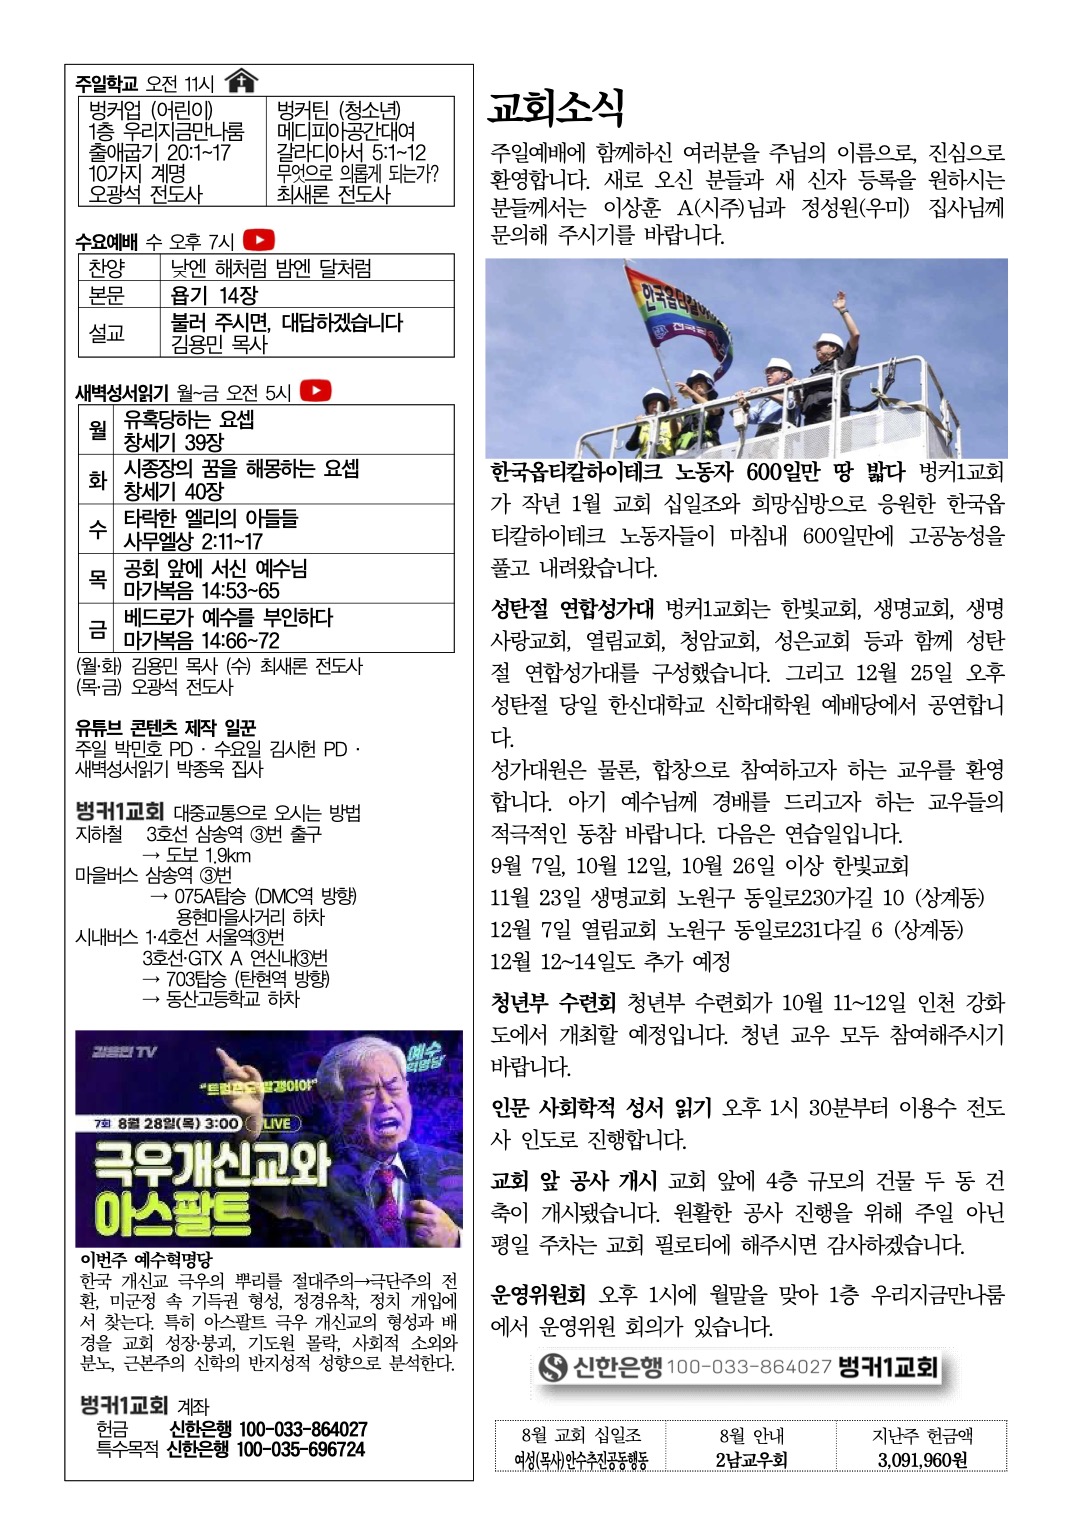 주일학교 오전 11시
벙커업 (어린이)
1층 우리지금만나룸
출애굽기 20:1~17
10가지 계명
오광석 전도사
벙커틴 (청소년)
메디피아공간대여
갈라디아서 5:1~12
무엇으로 의롭게 되는가?
최새론 전도사
수요예배 수 오후 7시
찬양 낮엔 해처럼 밤엔 달처럼
본문 욥기 14장
설교 불러 주시면, 대답하겠습니다
김용민 목사
새벽성서읽기 월~금 오전 5시
월 유혹당하는 요셉
창세기 39장
화 시종장의 꿈을 해몽하는 요셉
창세기 40장
수 타락한 엘리의 아들들
사무엘상 2:11~17
목 공회 앞에 서신 예수님
마가복음 14:53~65
금 베드로가 예수를 부인하다
마가복음 14:66~72
(월·화) 김용민 목사 (수) 최새론 전도사
(목·금) 오광석 전도사
유튜브 콘텐츠 제작 일꾼
주일 박민호 PD · 수요일 김시헌 PD ·
새벽성서읽기 박종욱 집사
벙커1교회 대중교통으로 오시는 방법
지하철 3호선 삼송역 ③번 출구
→ 도보 1.9km
마을버스 삼송역 ③번
→ 075A탑승 (DMC역 방향)
용현마을사거리 하차
시내버스 1·4호선 서울역③번
3호선·GTX A 연신내③번
→ 703탑승 (탄현역 방향)
→ 동산고등학교 하차
김용민 TV
예수
혁명당
7회 8월 28일(목) 3:00 LIVE
극우개신교와
아스팔트
이번주 예수혁명당
한국 개신교 극우의 뿌리를 절대주의→극단주의 전
환, 미군정 속 기득권 형성, 정경유착, 정치 개입에
서 찾는다. 특히 아스팔트 극우 개신교의 형성과 배
경을 교회 성장·붕괴, 기도원 몰락, 사회적 소외와
분노, 근본주의 신학의 반지성적 성향으로 분석한다.
벙커1교회 계좌
헌금 신한은행 100-033-864027
특수목적 신한은행 100-035-696724
교회소식
주일예배에 함께하신 여러분을 주님의 이름으로, 진심으로
환영합니다. 새로 오신 분들과 새 신자 등록을 원하시는
분들께서는 이상훈 A(시주)님과 정성원(우미) 집사님께
문의해 주시기를 바랍니다.
한국옵티칼하이테크 노동자 600일만 땅 밟다 벙커1교회
가 작년 1월 교회 십일조와 희망심방으로 응원한 한국옵
티칼하이테크 노동자들이 마침내 600일만에 고공농성을
풀고 내려왔습니다.
성탄절 연합성가대 벙커1교회는 한빛교회, 생명교회, 생명
사랑교회, 열림교회, 청암교회, 성은교회 등과 함께 성탄
절 연합성가대를 구성했습니다. 그리고 12월 25일 오후
성탄절 당일 한신대학교 신학대학원 예배당에서 공연합니
다.
성가대원은 물론, 합창으로 참여하고자 하는 교우를 환영
합니다. 아기 예수님께 경배를 드리고자 하는 교우들의
적극적인 동참 바랍니다. 다음은 연습일입니다.
9월 7일, 10월 12일, 10월 26일 이상 한빛교회
11월 23일 생명교회 노원구 동일로230가길 10 (상계동)
12월 7일 열림교회 노원구 동일로231다길 6 (상계동)
12월 12~14일도 추가 예정
청년부 수련회 청년부 수련회가 10월 11~12일 인천 강화
도에서 개최할 예정입니다. 청년 교우 모두 참여해주시기
바랍니다.
인문 사회학적 성서 읽기 오후 1시 30분부터 이용수 전도
사 인도로 진행합니다.
교회 앞 공사 개시 교회 앞에 4층 규모의 건물 두 동 건
축이 개시됐습니다. 원활한 공사 진행을 위해 주일 아닌
평일 주차는 교회 필로티에 해주시면 감사하겠습니다.
운영위원회 오후 1시에 월말을 맞아 1층 우리지금만나룸
에서 운영위원 회의가 있습니다.
신한은행 100-033-864027 벙커1교회
8월 교회 십일조
여성(목사)안수추진공동행동
8월 안내
2남교우회
지난주 헌금액
3,091,960원